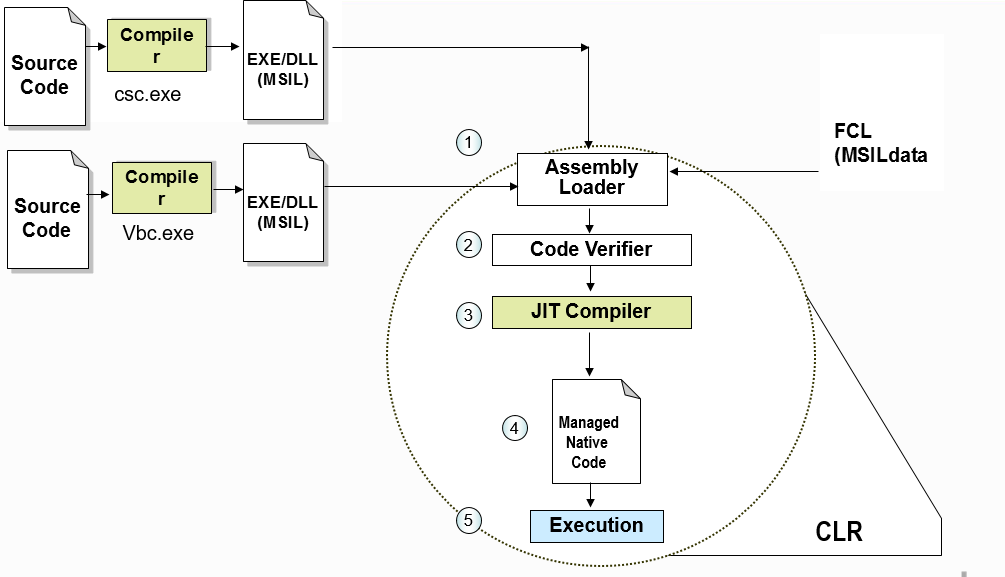 Source
Code
Compile
r
csc.exe
EXE/DLL
(MSIL)
Source
Code
Compile
r
Vbc.exe
EXE/DLL
(MSIL)
FCL
(MSILdata
1
Assembly
Loader
2
Code Verifier
3
JIT Compiler
4
Managed
Native
Code
5
Execution
CLR